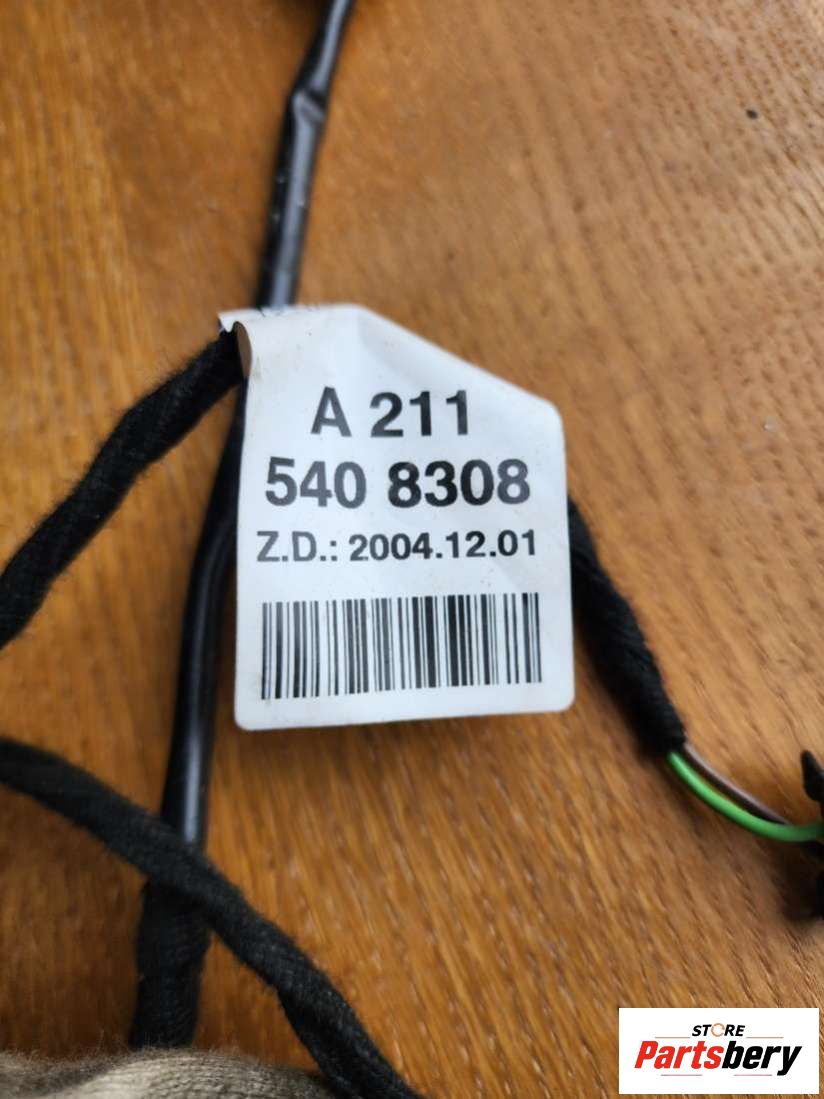 A 211
540 8308
Z.D.: 2004.12.01
STORE
Partsbery